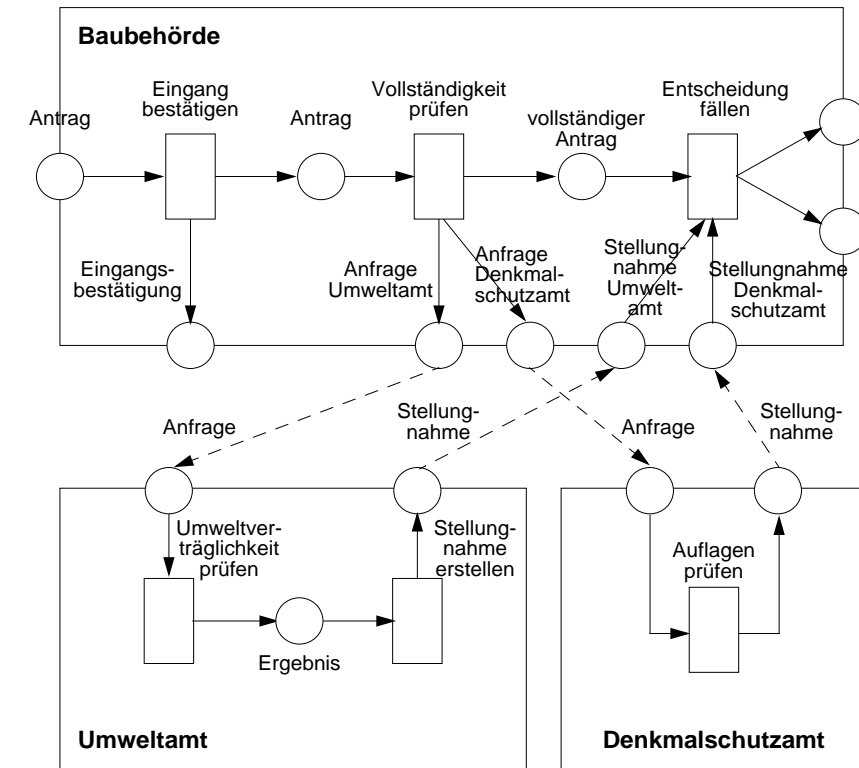 Baubehörde
Antrag
Eingang
bestätigen
Antrag
Vollständigkeit
prüfen
vollständiger
Antrag
Entscheidung
fällen
Eingangs-
bestätigung
Anfrage
Umweltamt
Anfrage
Denkmal-
schutzamt
Stellung-
nahme
Umwelt-
amt
Stellungnahme
Denkmal-
schutzamt
Anfrage
Stellung-
nahme
Anfrage
Stellung-
nahme
Umweltver-
träglichkeit
prüfen
Stellung-
nahme
erstellen
Ergebnis
Umweltamt
Auflagen
prüfen
Denkmalschutzamt